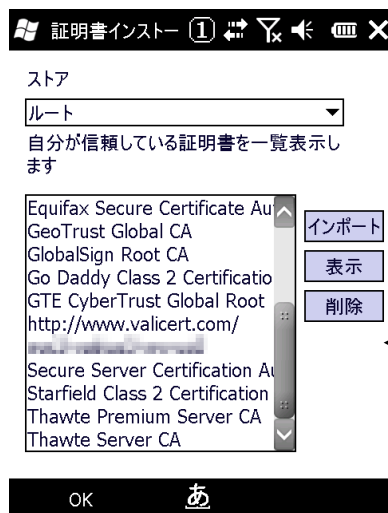 証明書インストー 1
ストア
ルート
自分が信頼している証明書を一覧表示し
ます
Equifax Secure Certificate Au
GeoTrust Global CA
GlobalSign Root CA
Go Daddy Class 2 Certificatio
GTE CyberTrust Global Root
http://www.valicert.com/
Secure Server Certification Au
Starfield Class 2 Certification
Thawte Premium Server CA
Thawte Server CA
インポート
表示
削除
OK あ